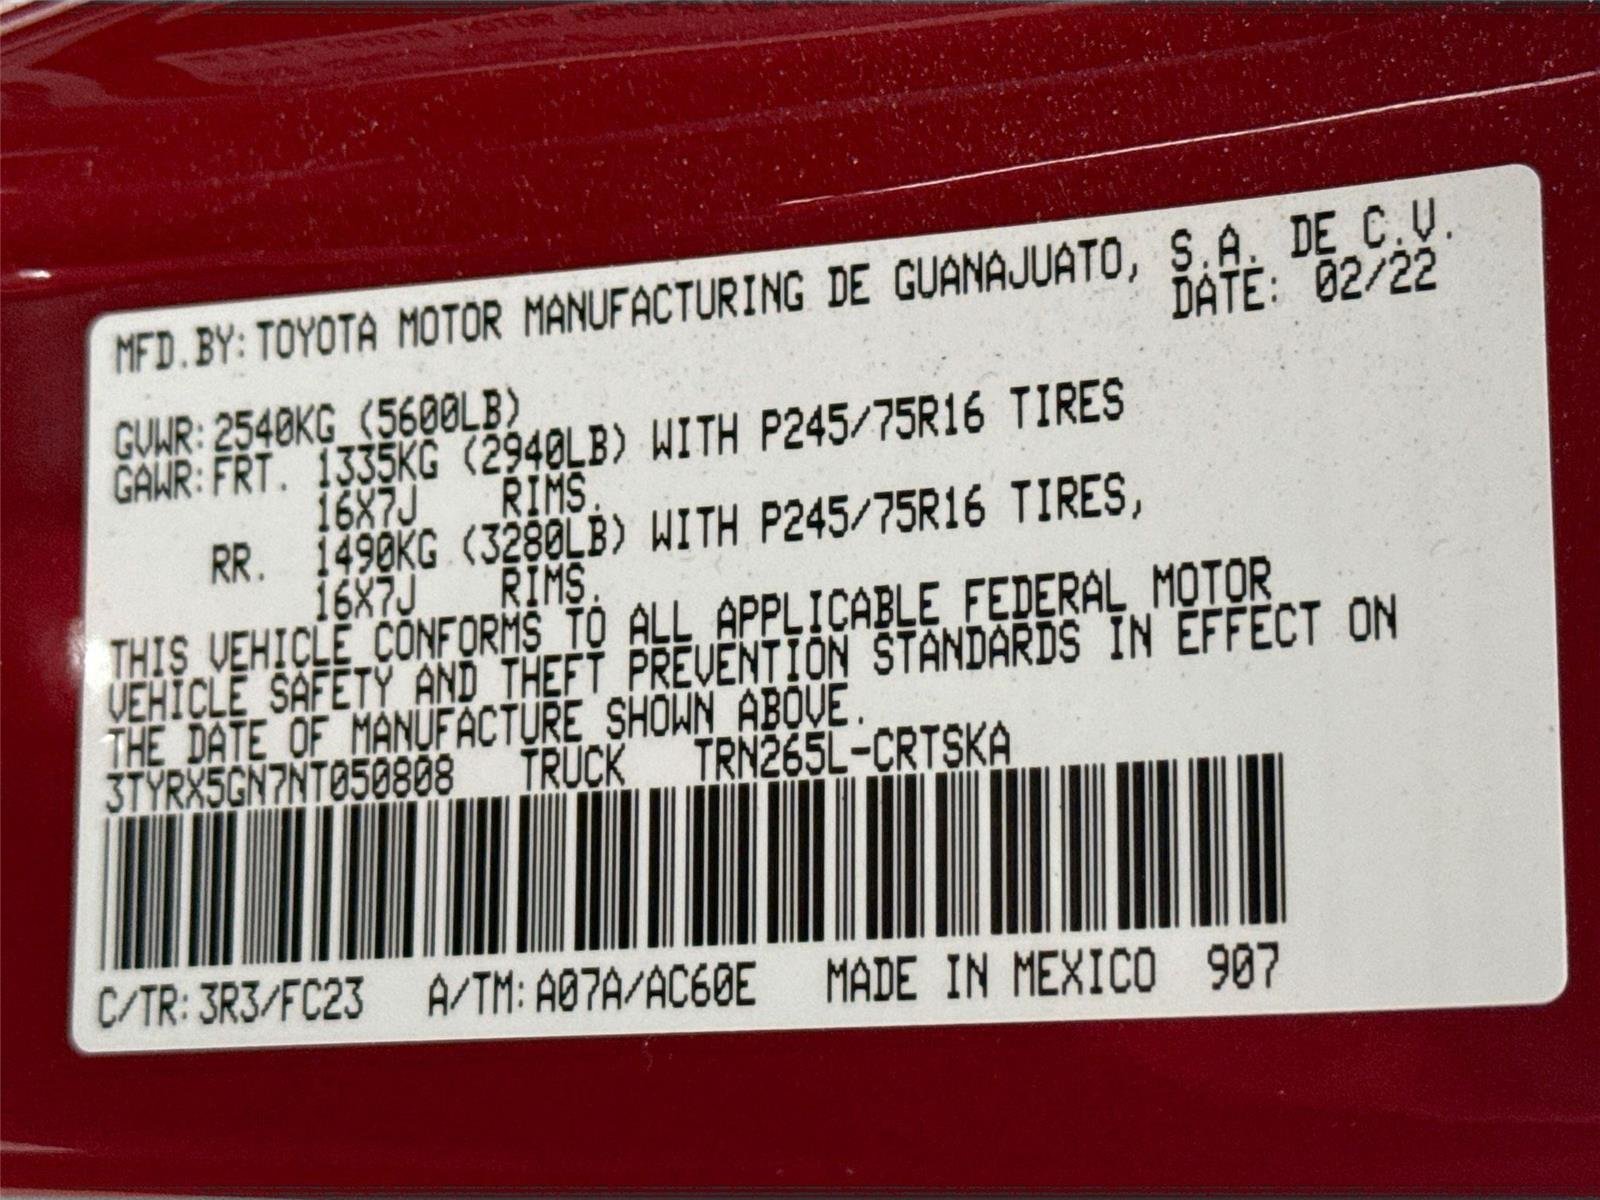 MFD.BY:TOYOTA MOTOR MANUFACTURING DE GUANAJUATO, S.A. DE C.V.
DATE: 02/22
GVWR:2540KG (5600LB)
GAWR:FRT. 1335KG (2940LB) WITH P245/75R16 TIRES
16X7J RIMS.
RR. 1490KG (3280LB) WITH P245/75R16 TIRES,
16X7J RIMS.
THIS VEHICLE CONFORMS TO ALL APPLICABLE FEDERAL MOTOR
VEHICLE SAFETY AND THEFT PREVENTION STANDARDS IN EFFECT ON
THE DATE OF MANUFACTURE SHOWN ABOVE.
3TYRX5GN7NT050808 TRUCK TRN265L-CRTSKA
C/TR:3R3/FC23 A/TM:A07A/AC60E MADE IN MEXICO 907